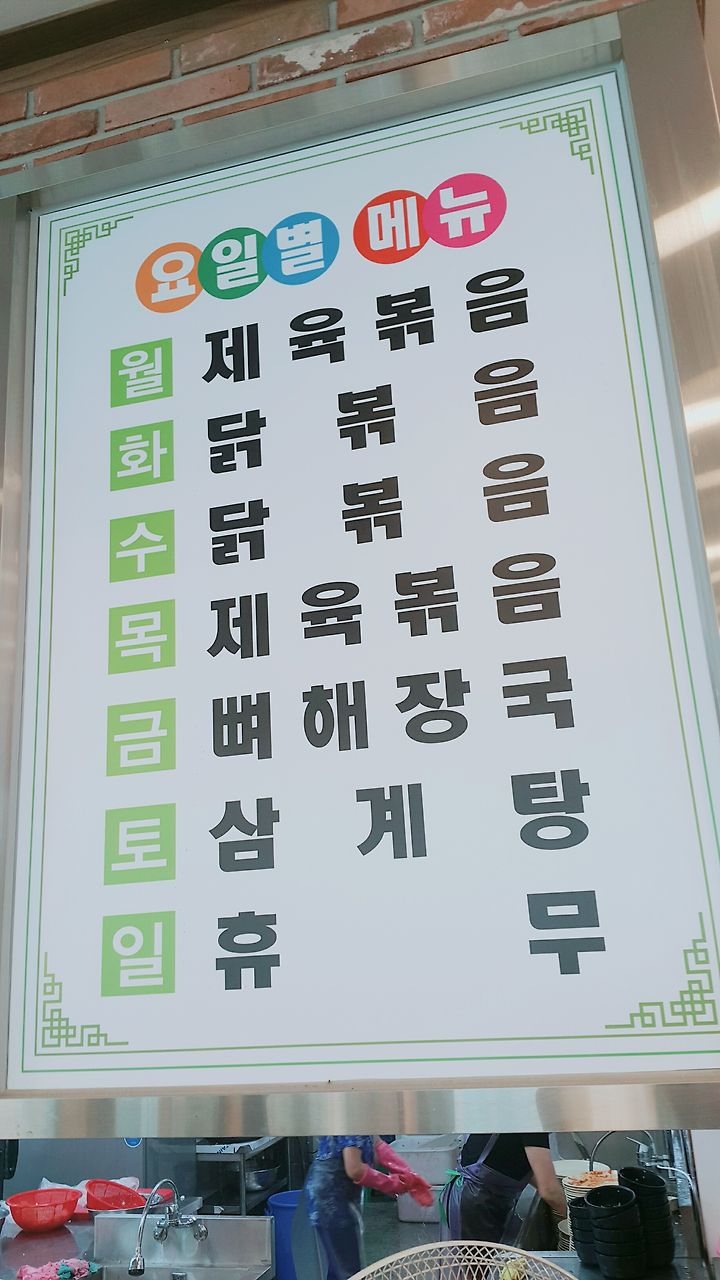 요일별 메뉴
월 제육볶음
화 닭볶음
수 닭볶음
목 제육볶음
금 뼈해장국
토 삼계탕
일 휴무